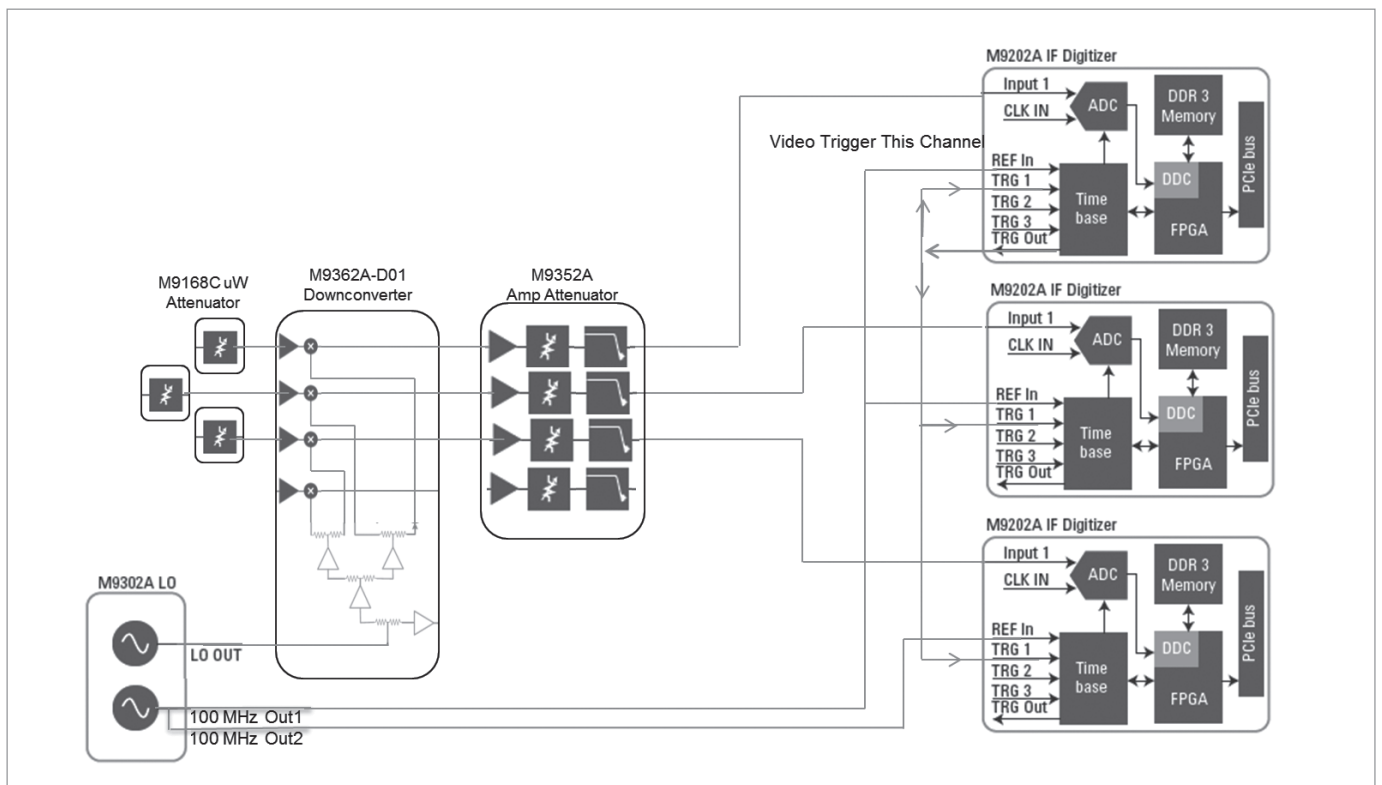 M9202A IF Digitizer
Input 1
CLK IN
ADC
DDR 3
Memory
PCIe bus
Video Trigger This Channel
REF In
TRG 1
TRG 2
TRG 3
TRG Out
Time
base
DDC
FPGA
M9168C uW
Attenuator
M9362A-D01
Downconverter
M9352A
Amp Attenuator
M9202A IF Digitizer
Input 1
CLK IN
ADC
DDR 3
Memory
PCIe bus
REF In
TRG 1
TRG 2
TRG 3
TRG Out
Time
base
DDC
FPGA
M9202A IF Digitizer
Input 1
CLK IN
ADC
DDR 3
Memory
PCIe bus
REF In
TRG 1
TRG 2
TRG 3
TRG Out
Time
base
DDC
FPGA
M9302A LO
LO OUT
100 MHz Out1
100 MHz Out2